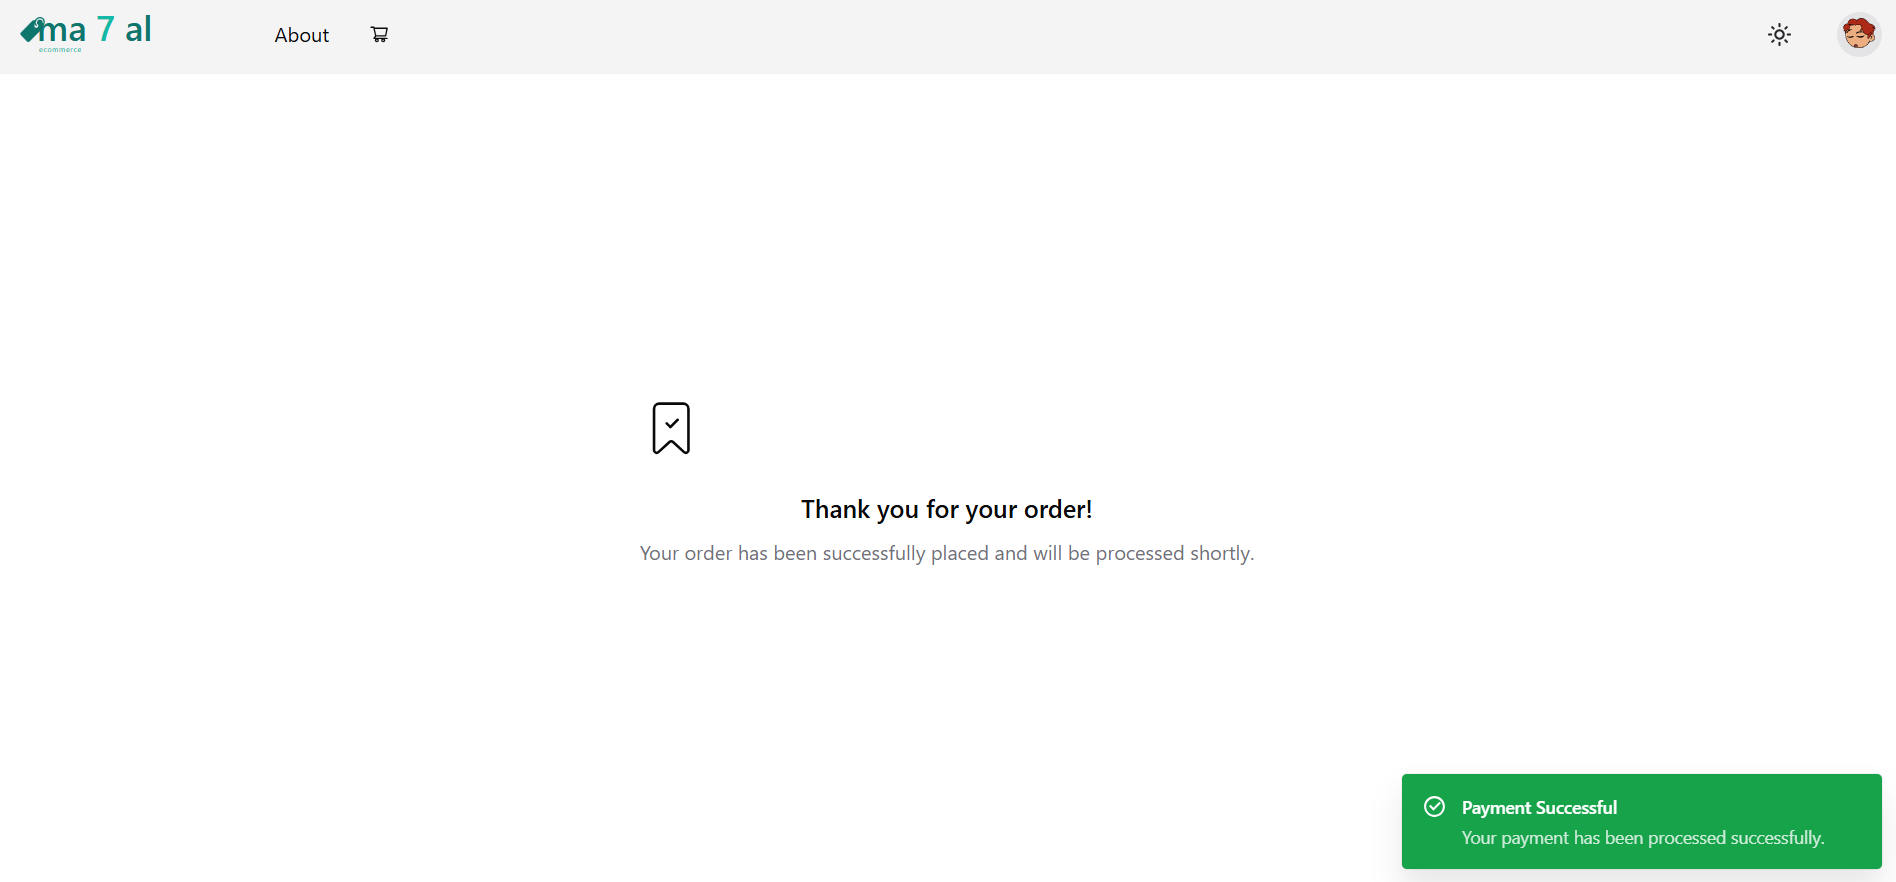 ma 7 al
ecommerce
About
Thank you for your order!
Your order has been successfully placed and will be processed shortly.
Payment Successful
Your payment has been processed successfully.